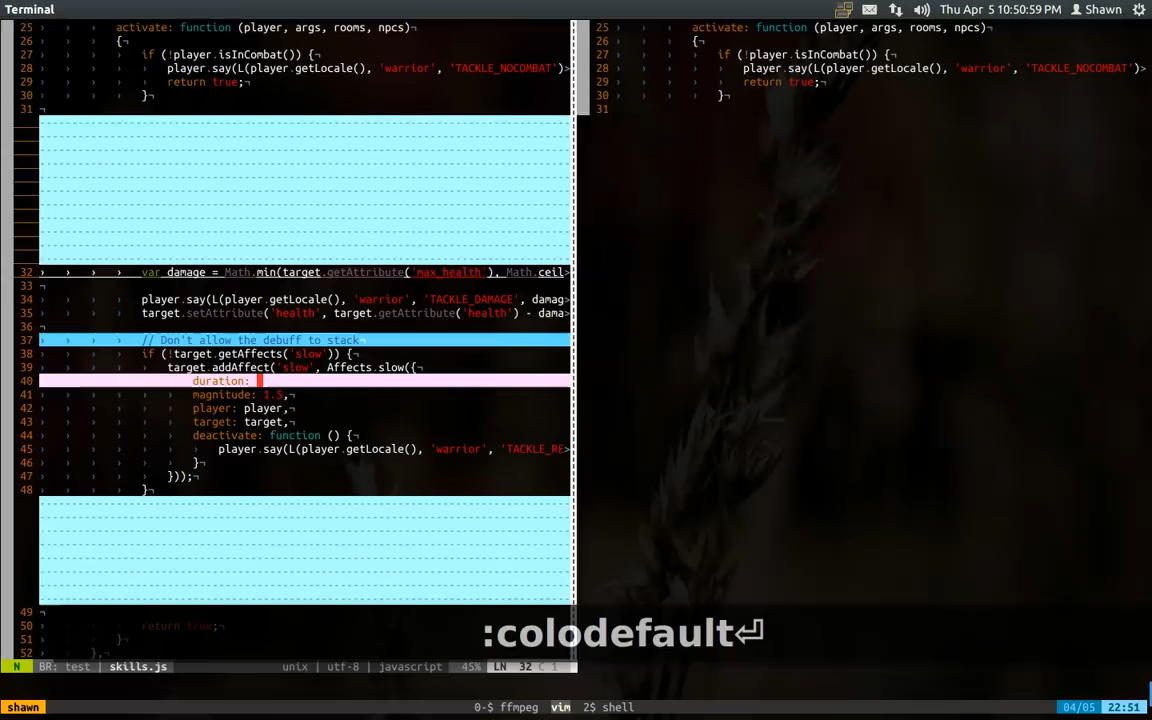 Terminal
Thu Apr 5 10:50:59 PM Shawn
25 activate: function (player, args, rooms, npcs)¬
26 {¬
27 if (!player.isInCombat()) {¬
28 player.say(L(player.getLocale(), 'warrior', 'TACKLE_NOCOMBAT')>
29 return true;¬
30 }¬
31 ¬
32 var damage = Math.min(target.getAttribute('max_health'), Math.ceil>
33 ¬
34 player.say(L(player.getLocale(), 'warrior', 'TACKLE_DAMAGE', damag>
35 target.setAttribute('health', target.getAttribute('health') - dama>
36 ¬
37 // Don't allow the debuff to stack¬
38 if (!target.getAffects('slow')) {¬
39 target.addAffect('slow', Affects.slow({¬
40 duration:
41 magnitude: 1.5,¬
42 player: player,¬
43 target: target,¬
44 deactivate: function () {¬
45 player.say(L(player.getLocale(), 'warrior', 'TACKLE_RE>
46 }¬
47 }));¬
48 }¬
49 ¬
50 return true;¬
51 }¬
52 },¬
N BR: test | skills.js unix | utf-8 | javascript 45% LN 32 C 1
25 activate: function (player, args, rooms, npcs)¬
26 {¬
27 if (!player.isInCombat()) {¬
28 player.say(L(player.getLocale(), 'warrior', 'TACKLE_NOCOMBAT')>
29 return true;¬
30 }¬
31
:colodefault⏎
shawn 0-$ ffmpeg vim 2$ shell 04/05 22:51